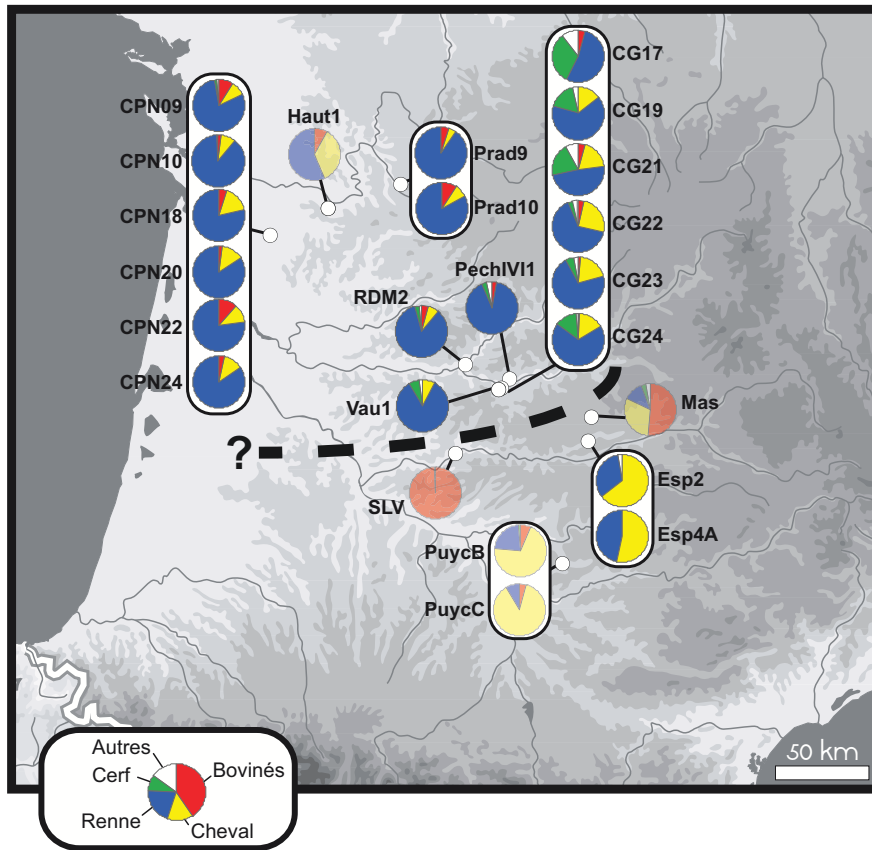 CG17
CPN09
Haut1
CG19
Prad9
CPN10
CG21
Prad10
CPN18
CG22
PechIVI1
CPN20
CG23
RDM2
CPN22
CG24
CPN24
Mas
Vau1
?
Esp2
SLV
Esp4A
PuycB
PuycC
Autres
50 km
Cerf
Bovinés
Renne
Cheval